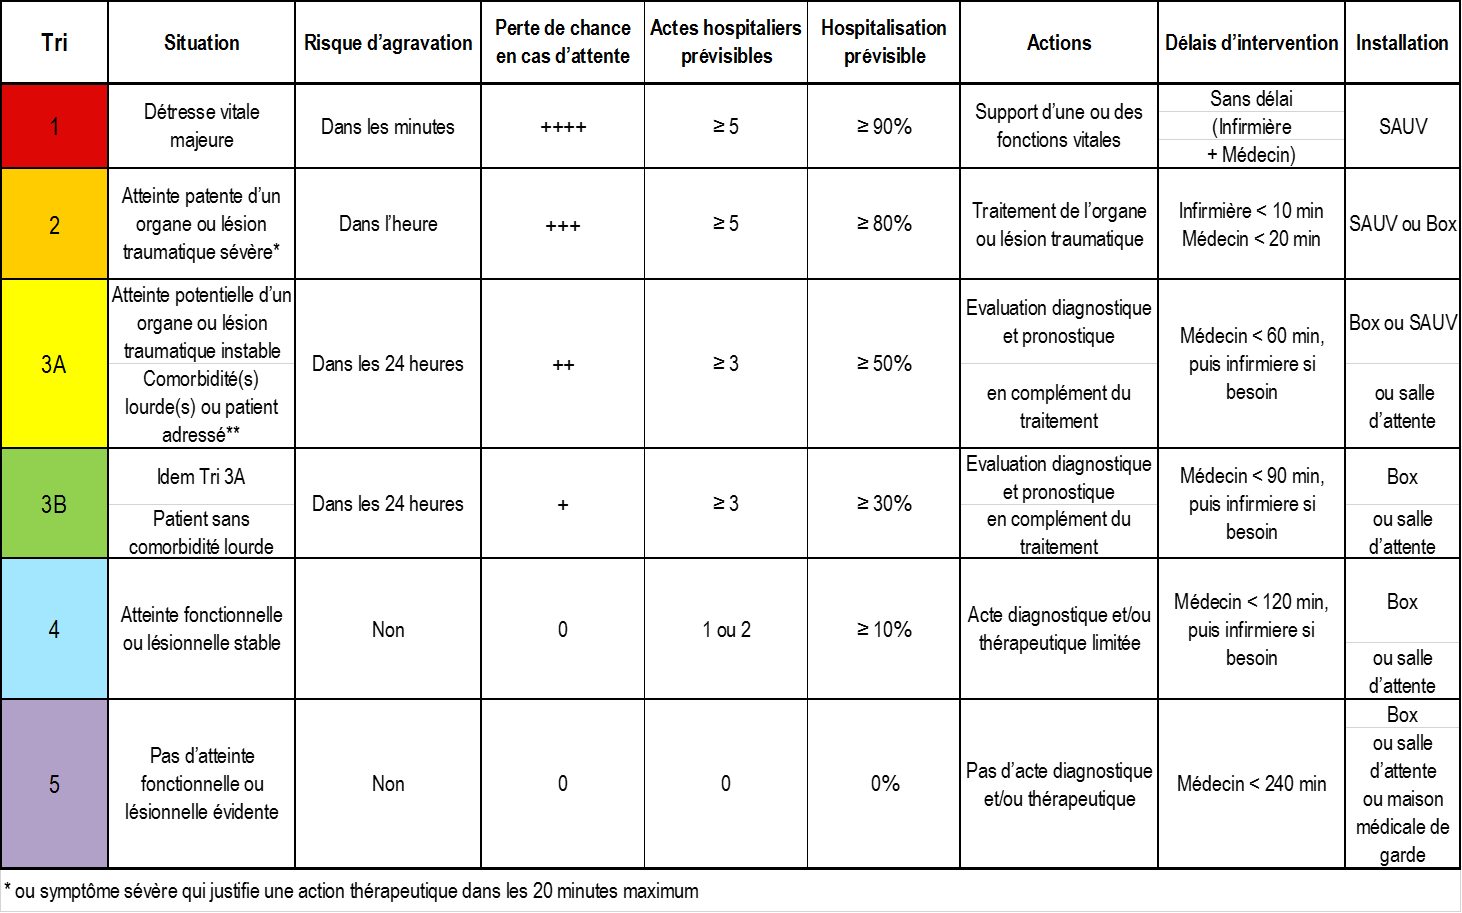 Tri
Situation
Risque d’agravation
Perte de chance
en cas d’attente
Actes hospitaliers
prévisibles
Hospitalisation
prévisible
Actions
Délais d’intervention
Installation
1
Détresse vitale
majeure
Dans les minutes
++++
≥ 5
≥ 90%
Support d’une ou des
fonctions vitales
Sans délai
(Infirmière
+ Médecin)
SAUV
2
Atteinte patente d’un
organe ou lésion
traumatique sévère*
Dans l’heure
+++
≥ 5
≥ 80%
Traitement de l’organe
ou lésion traumatique
Infirmière < 10 min
Médecin < 20 min
SAUV ou Box
3A
Atteinte potentielle d’un
organe ou lésion
traumatique instable
Comorbidité(s)
lourde(s) ou patient
adressé**
Dans les 24 heures
++
≥ 3
≥ 50%
Evaluation diagnostique
et pronostique
en complément du
traitement
Médecin < 60 min,
puis infirmiere si
besoin
Box ou SAUV
ou salle
d’attente
3B
Idem Tri 3A
Patient sans
comorbidité lourde
Dans les 24 heures
+
≥ 3
≥ 30%
Evaluation diagnostique
et pronostique
en complément du
traitement
Médecin < 90 min,
puis infirmiere si
besoin
Box
ou salle
d’attente
4
Atteinte fonctionnelle
ou lésionnelle stable
Non
0
1 ou 2
≥ 10%
Acte diagnostique et/ou
thérapeutique limitée
Médecin < 120 min,
puis infirmiere si
besoin
Box
ou salle
d’attente
5
Pas d’atteinte
fonctionnelle ou
lésionnelle évidente
Non
0
0
0%
Pas d’acte diagnostique
et/ou thérapeutique
Médecin < 240 min
Box
ou salle
d’attente
ou maison
médicale de
garde
* ou symptôme sévère qui justifie une action thérapeutique dans les 20 minutes maximum